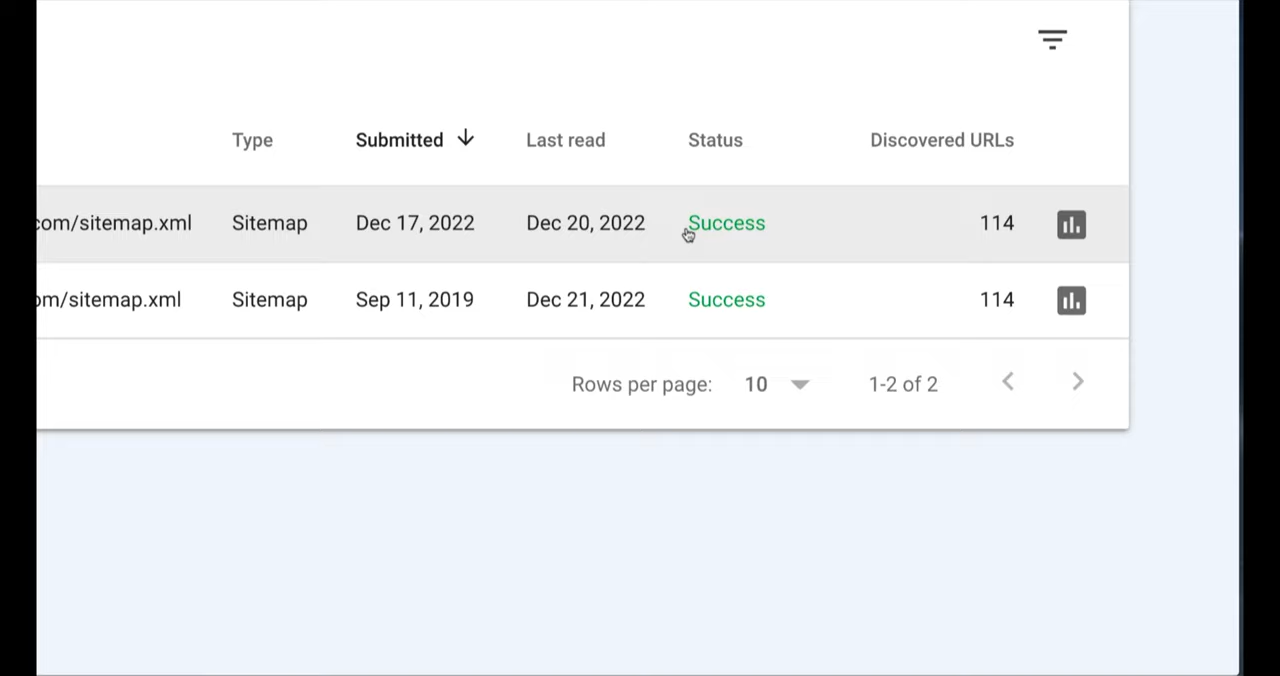 Type Submitted Last read Status Discovered URLs
com/sitemap.xml Sitemap Dec 17, 2022 Dec 20, 2022 Success 114
om/sitemap.xml Sitemap Sep 11, 2019 Dec 21, 2022 Success 114
Rows per page: 10 1-2 of 2